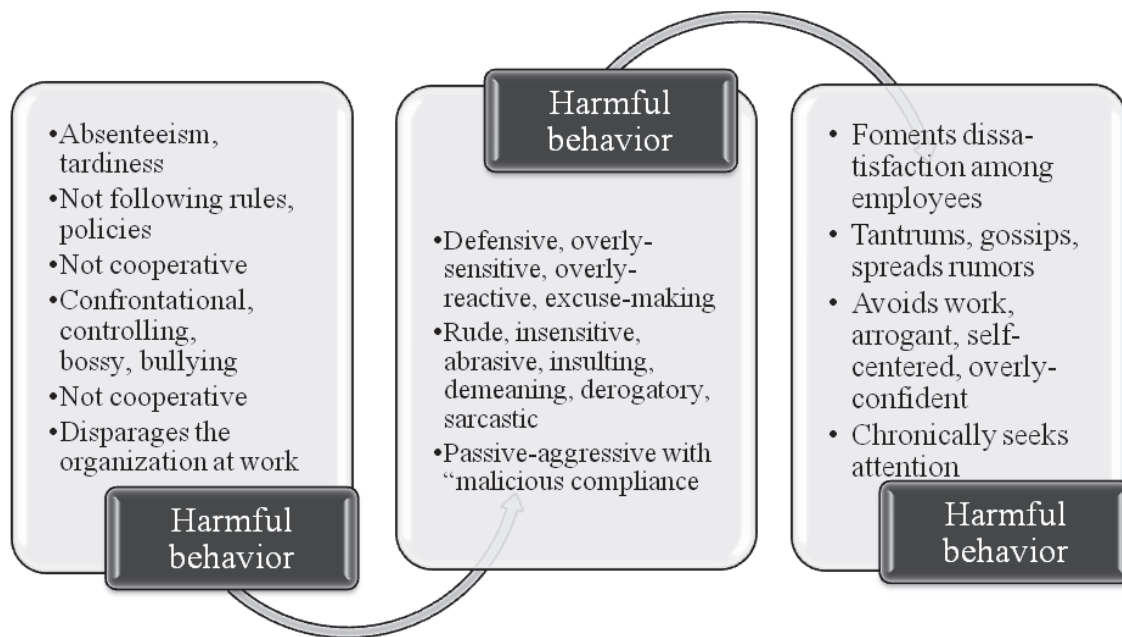 •Absenteeism,
tardiness
•Not following rules,
policies
•Not cooperative
•Confrontational,
controlling,
bossy, bullying
•Not cooperative
•Disparages the
organization at work
Harmful
behavior
Harmful
behavior
•Defensive, overly-
sensitive, overly-
reactive, excuse-making
•Rude, insensitive,
abrasive, insulting,
demeaning, derogatory,
sarcastic
•Passive-aggressive with
“malicious compliance
• Foments dissa-
tisfaction among
employees
• Tantrums, gossips,
spreads rumors
• Avoids work,
arrogant, self-
centered, overly-
confident
• Chronically seeks
attention
Harmful
behavior